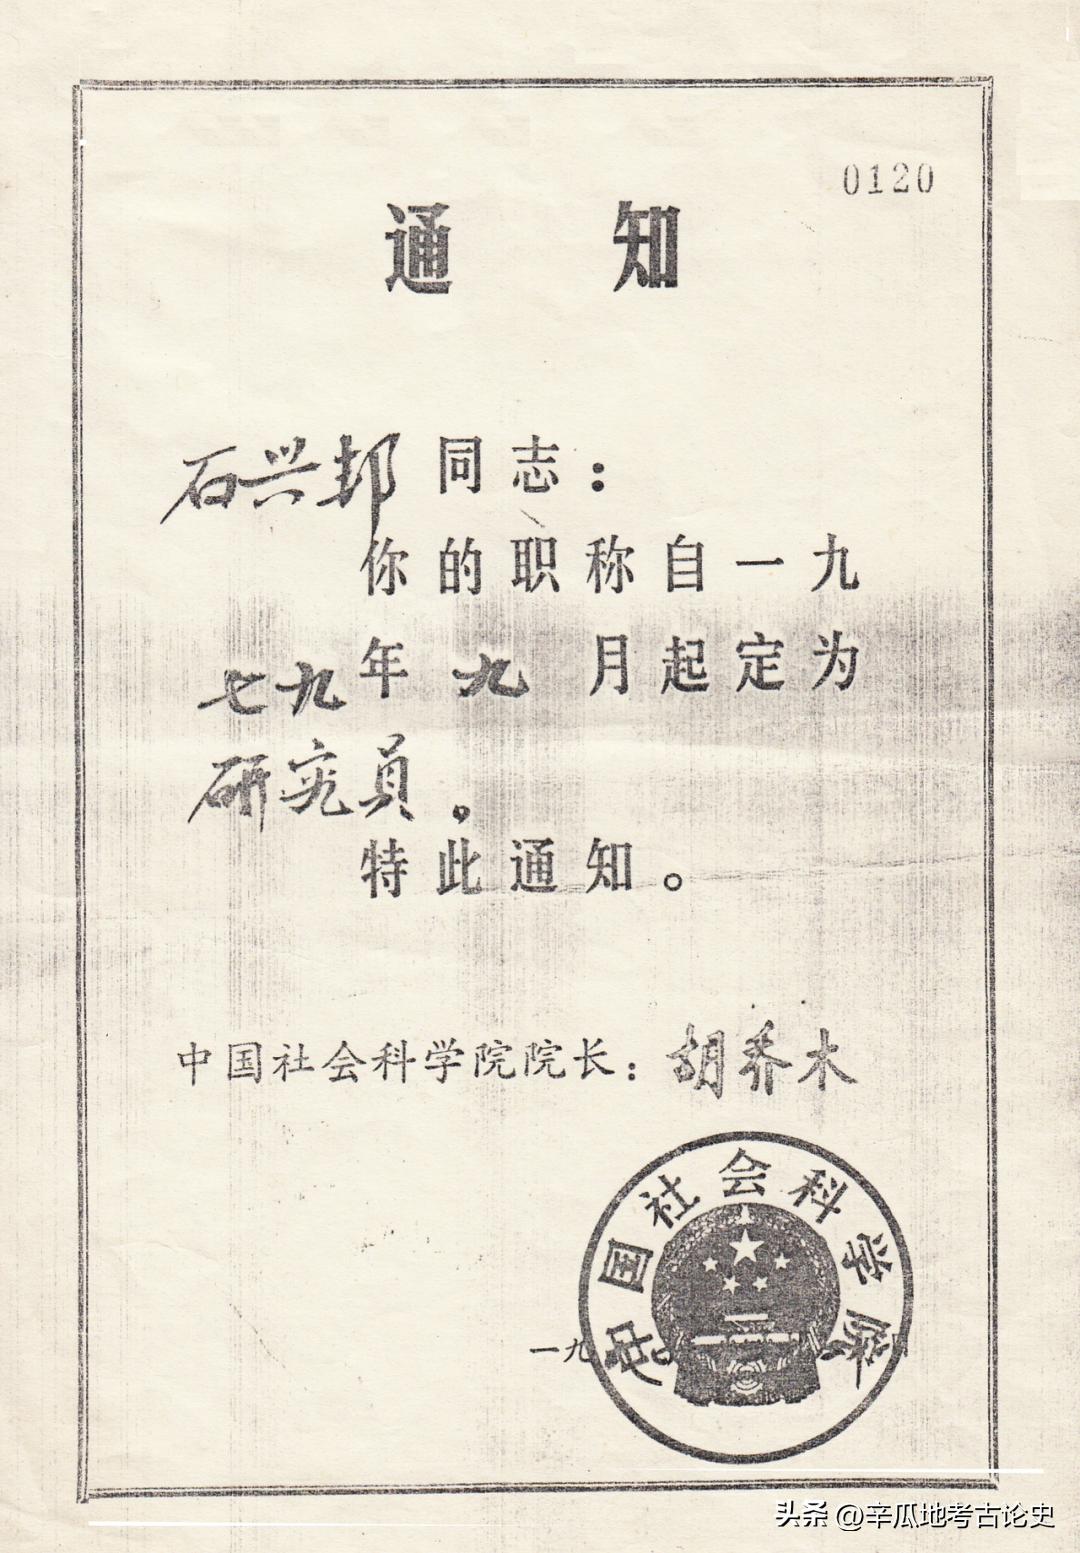 0120
通知
石兴邦同志：
你的职称自一九
七九年九月起定为
研究员。
特此通知。
中国社会科学院院长：胡乔木
中国社会科学院
一九
头条 @辛瓜地考古论史